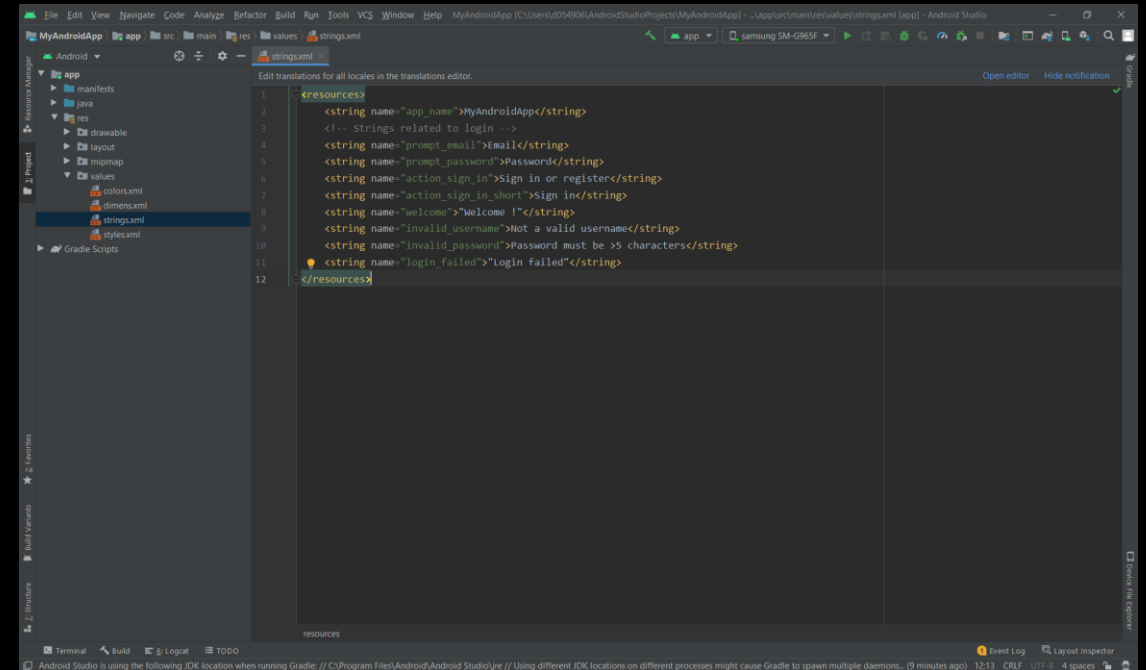 File Edit View Navigate Code Analyze Refactor Build Run Tools VCS Window Help MyAndroidApp [C:\Users\d054906\AndroidStudioProjects\MyAndroidApp] - ...\app\src\main\res\values\strings.xml [app] - Android Studio
MyAndroidApp app src main res values strings.xml
app samsung SM-G965F
Android
strings.xml
Resource Manager
1: Project
2: Favorites
Build Variants
7: Structure
app
manifests
java
res
drawable
layout
mipmap
values
colors.xml
dimens.xml
strings.xml
styles.xml
Gradle Scripts
Edit translations for all locales in the translations editor. Open editor Hide notification
1 <resources>
2 <string name="app_name">MyAndroidApp</string>
3 <!-- Strings related to login -->
4 <string name="prompt_email">Email</string>
5 <string name="prompt_password">Password</string>
6 <string name="action_sign_in">Sign in or register</string>
7 <string name="action_sign_in_short">Sign in</string>
8 <string name="welcome">"Welcome !"</string>
9 <string name="invalid_username">Not a valid username</string>
10 <string name="invalid_password">Password must be >5 characters</string>
11 <string name="login_failed">"Login failed"</string>
12 </resources>
Gradle
Device File Explorer
resources
Terminal Build 6: Logcat TODO
Event Log Layout Inspector
Android Studio is using the following JDK location when running Gradle: // C:\Program Files\Android\Android Studio\jre // Using different JDK locations on different processes might cause Gradle to spawn multiple daemons... (9 minutes ago) 12:13 CRLF UTF-8 4 spaces